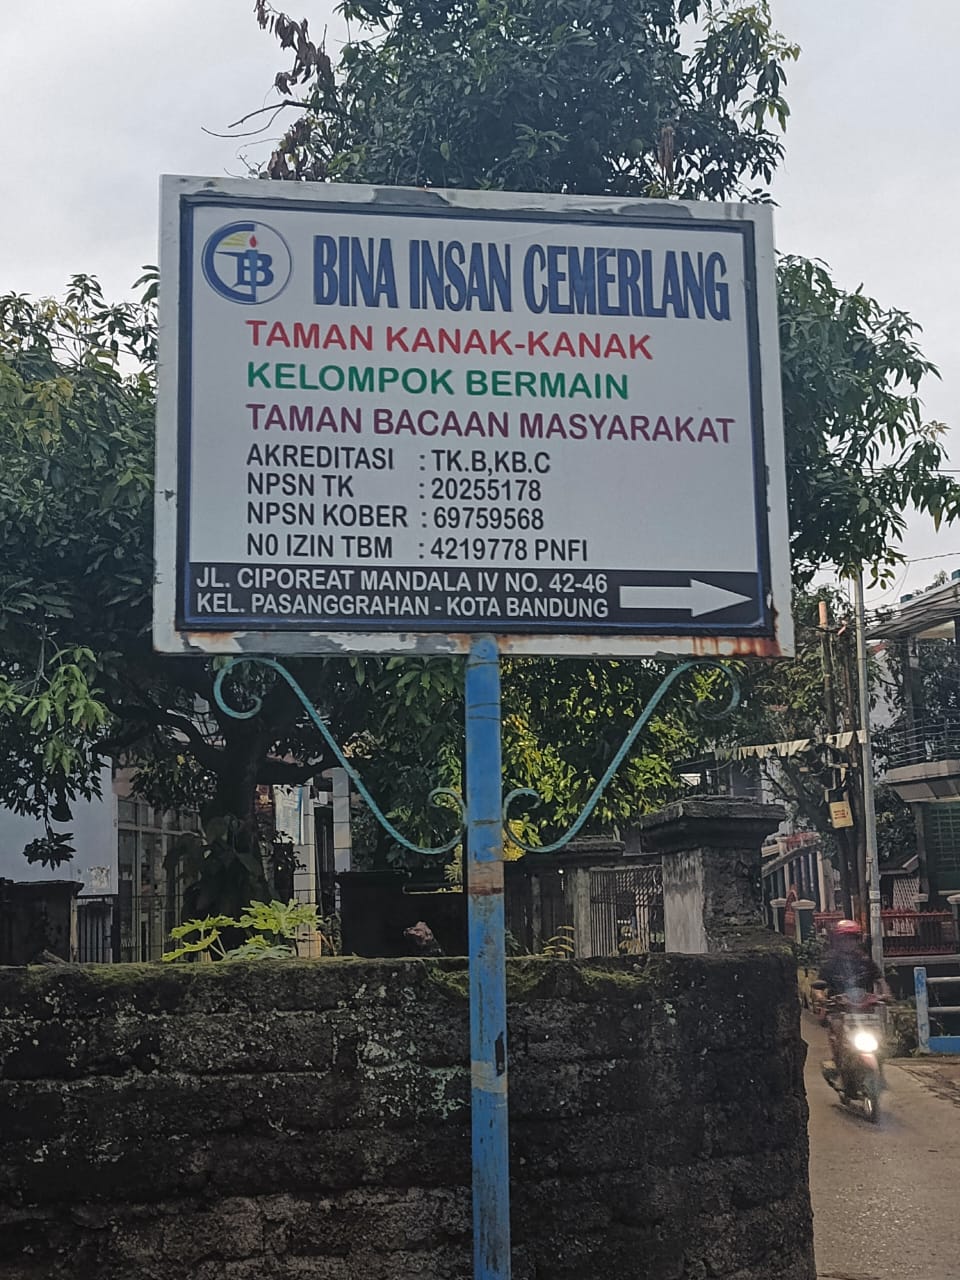 BINA INSAN CEMERLANG
TAMAN KANAK-KANAK
KELOMPOK BERMAIN
TAMAN BACAAN MASYARAKAT
AKREDITASI : TK.B,KB.C
NPSN TK : 20255178
NPSN KOBER : 69759568
N0 IZIN TBM : 4219778 PNFI
JL. CIPOREAT MANDALA IV NO. 42-46
KEL. PASANGGRAHAN - KOTA BANDUNG